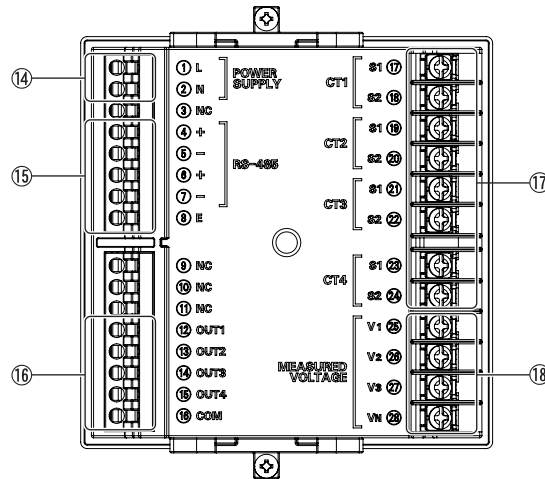 ① L
POWER
SUPPLY
② N
③ NC
④ +
⑤ −
RS-485
⑥ +
⑦ −
⑧ E
⑨ NC
⑩ NC
⑪ NC
⑫ OUT1
⑬ OUT2
⑭ OUT3
⑮ OUT4
⑯ COM
CT1
S1 ⑰
S2 ⑱
CT2
S1 ⑲
S2 ⑳
CT3
S1 ㉑
S2 ㉒
CT4
S1 ㉓
S2 ㉔
MEASURED
VOLTAGE
V1 ㉕
V2 ㉖
V3 ㉗
VN ㉘
⑭
⑮
⑯
⑰
⑱